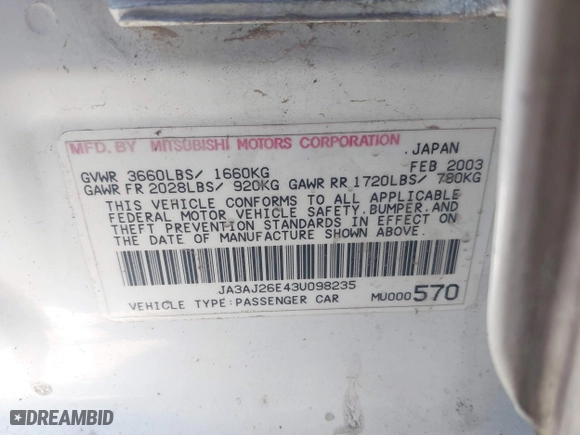 MFD.BY MITSUBISHI MOTORS CORPORATION JAPAN
GVWR 3660LBS/ 1660KG FEB 2003
GAWR FR 2028LBS/ 920KG GAWR RR 1720LBS/ 780KG
THIS VEHICLE CONFORMS TO ALL APPLICABLE
FEDERAL MOTOR VEHICLE SAFETY,BUMPER,AND
THEFT PREVENTION STANDARDS IN EFFECT ON
THE DATE OF MANUFACTURE SHOWN ABOVE.
JA3AJ26E43U098235
VEHICLE TYPE:PASSENGER CAR MU000570
DREAMBID